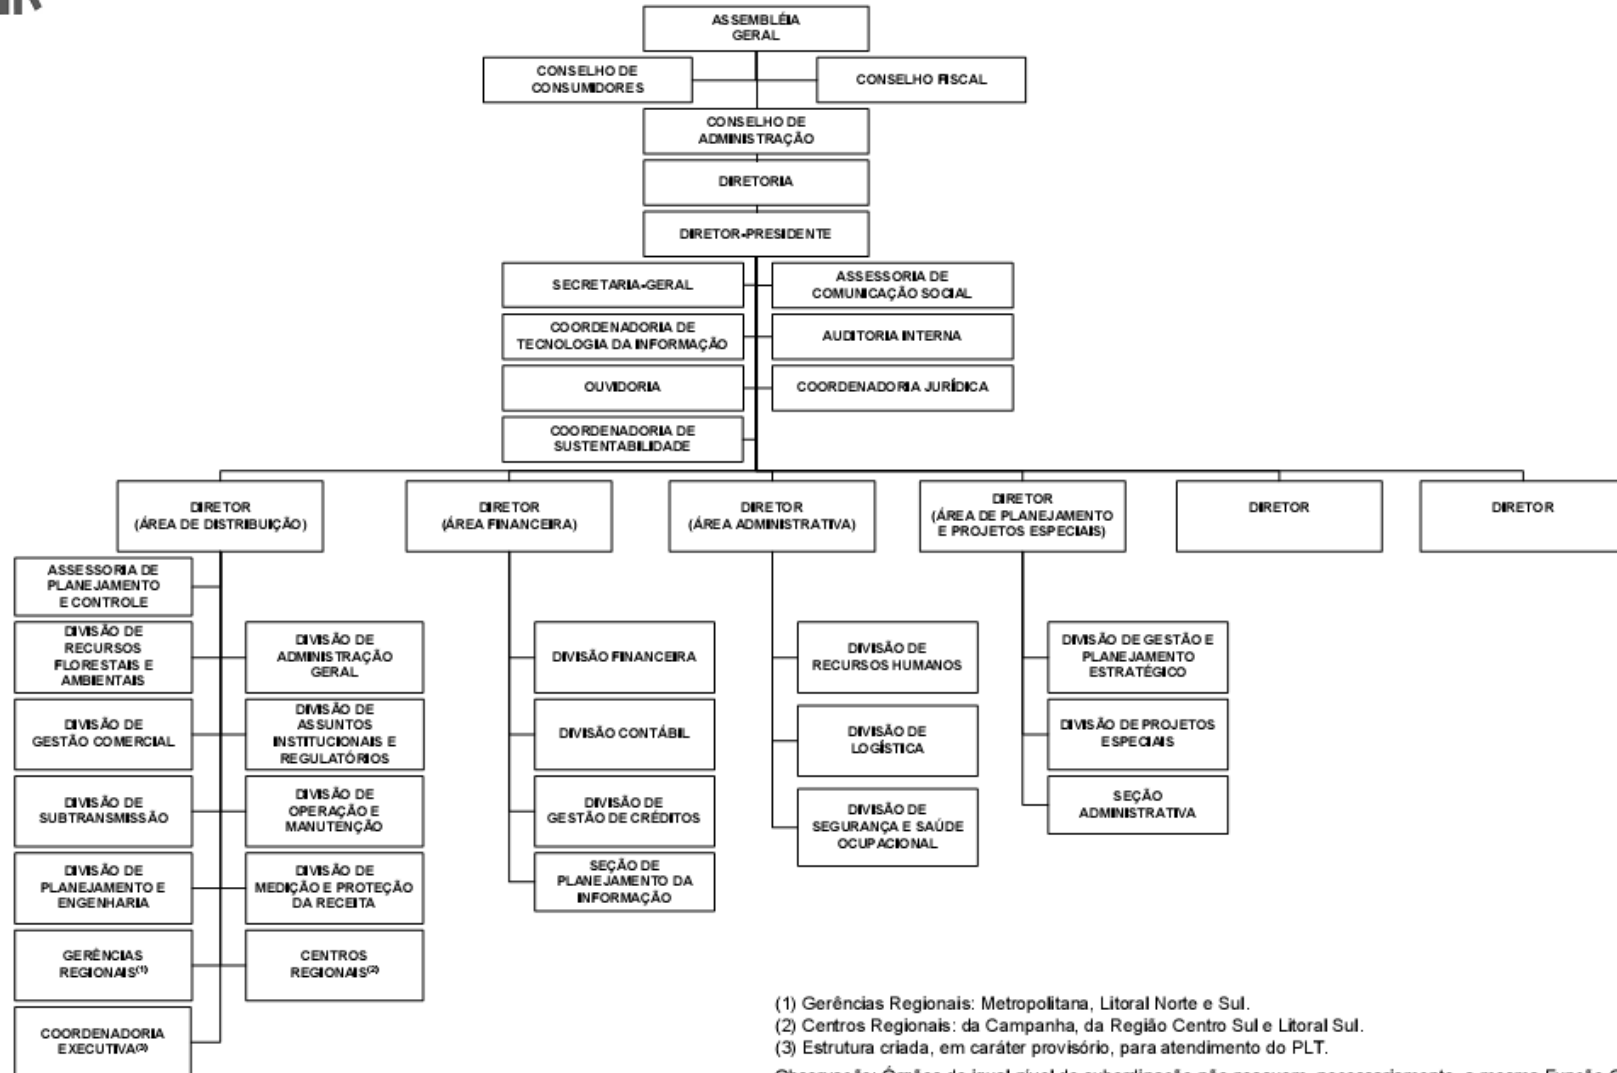 ASSEMBLÉIA
GERAL
CONSELHO DE
CONSUMIDORES
CONSELHO FISCAL
CONSELHO DE
ADMINISTRAÇÃO
DIRETORIA
DIRETOR-PRESIDENTE
SECRETARIA-GERAL
ASSESSORIA DE
COMUNICAÇÃO SOCIAL
COORDENADORIA DE
TECNOLOGIA DA INFORMAÇÃO
AUDITORIA INTERNA
OUVIDORIA
COORDENADORIA JURÍDICA
COORDENADORIA DE
SUSTENTABILIDADE
DIRETOR
(ÁREA DE DISTRIBUIÇÃO)
DIRETOR
(ÁREA FINANCEIRA)
DIRETOR
(ÁREA ADMINISTRATIVA)
DIRETOR
(ÁREA DE PLANEJAMENTO
E PROJETOS ESPECIAIS)
DIRETOR
DIRETOR
ASSESSORIA DE
PLANEJAMENTO
E CONTROLE
DIVISÃO DE
RECURSOS
FLORESTAIS E
AMBIENTAIS
DIVISÃO DE
ADMINISTRAÇÃO
GERAL
DIVISÃO DE
GESTÃO COMERCIAL
DIVISÃO DE
ASSUNTOS
INSTITUCIONAIS E
REGULATÓRIOS
DIVISÃO DE
SUBTRANSMISSÃO
DIVISÃO DE
OPERAÇÃO E
MANUTENÇÃO
DIVISÃO DE
PLANEJAMENTO E
ENGENHARIA
DIVISÃO DE
MEDIÇÃO E PROTEÇÃO
DA RECEITA
GERÊNCIAS
REGIONAIS(1)
CENTROS
REGIONAIS(2)
COORDENADORIA
EXECUTIVA(3)
DIVISÃO FINANCEIRA
DIVISÃO CONTÁBIL
DIVISÃO DE
GESTÃO DE CRÉDITOS
SEÇÃO DE
PLANEJAMENTO DA
INFORMAÇÃO
DIVISÃO DE
RECURSOS HUMANOS
DIVISÃO DE
LOGÍSTICA
DIVISÃO DE
SEGURANÇA E SAÚDE
OCUPACIONAL
DIVISÃO DE GESTÃO E
PLANEJAMENTO
ESTRATÉGICO
DIVISÃO DE PROJETOS
ESPECIAIS
SEÇÃO
ADMINISTRATIVA
(1) Gerências Regionais: Metropolitana, Litoral Norte e Sul.
(2) Centros Regionais: da Campanha, da Região Centro Sul e Litoral Sul.
(3) Estrutura criada, em caráter provisório, para atendimento do PLT.